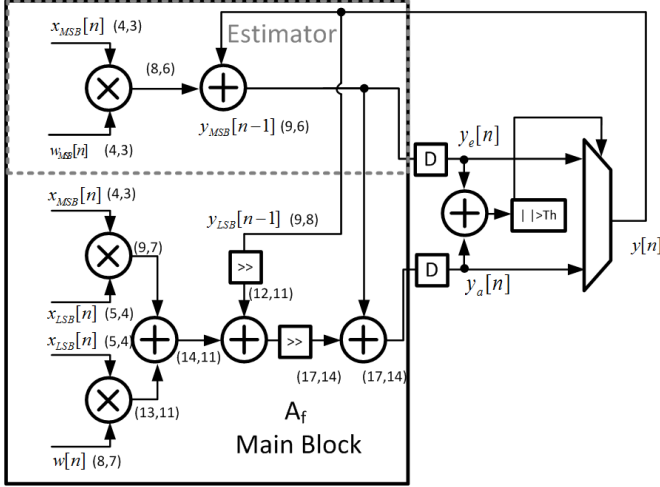 x_MSB[n] (4,3)
Estimator
(8,6)
w_MSB[n] (4,3)
y_MSB[n−1] (9,6)
x_MSB[n] (4,3)
D
y_e[n]
| |>Th
y[n]
y_LSB[n−1] (9,8)
(9,7)
>>
(12,11)
D
y_a[n]
x_LSB[n] (5,4)
x_LSB[n] (5,4)
(14,11)
>>
(17,14)
(17,14)
(13,11)
A_f
Main Block
w[n] (8,7)